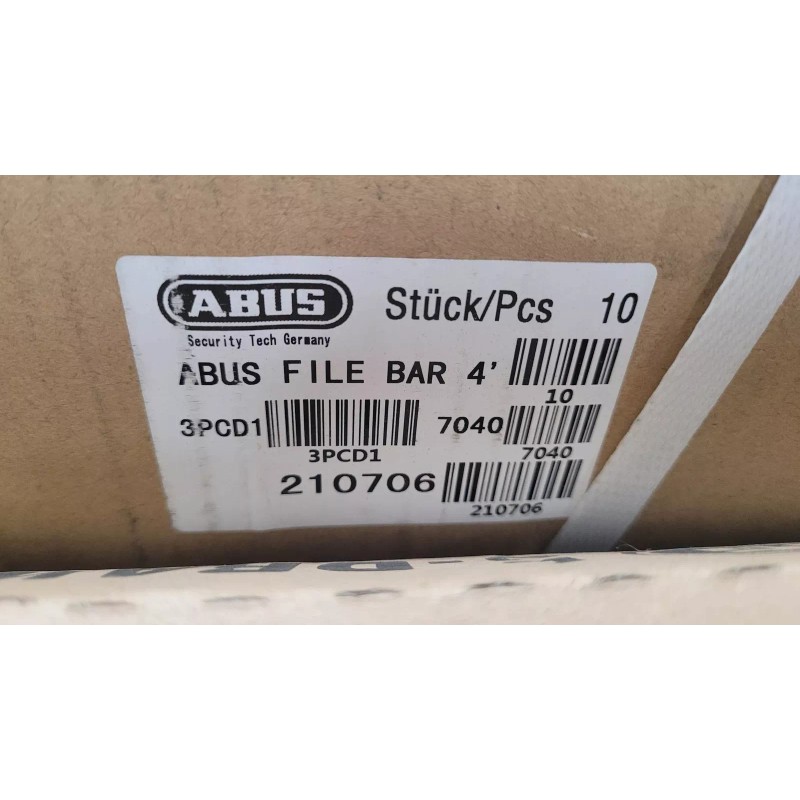 ABUS Stück/Pcs 10
Security Tech Germany
ABUS FILE BAR 4'
10
3PCD1 7040
3PCD1 7040
210706
210706